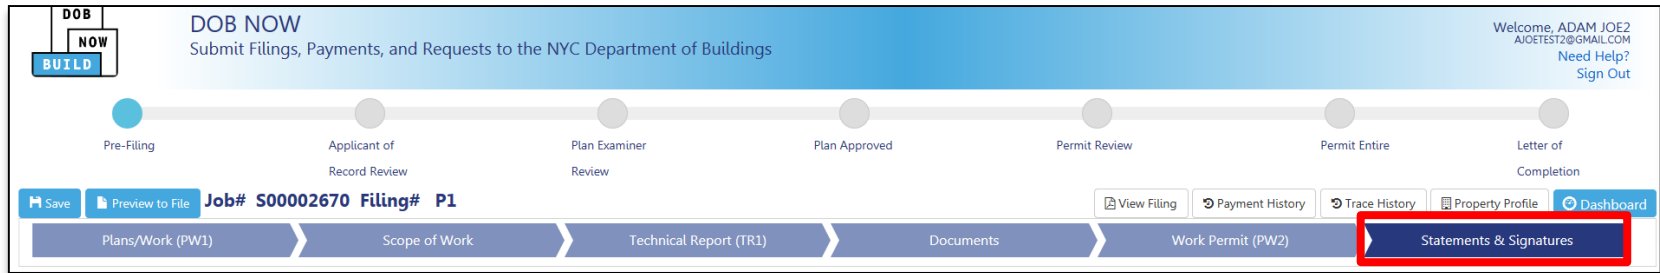 DOB
NOW
BUILD
DOB NOW
Submit Filings, Payments, and Requests to the NYC Department of Buildings
Welcome, ADAM JOE2
AJOETEST2@GMAIL.COM
Need Help?
Sign Out
Pre-Filing
Applicant of
Record Review
Plan Examiner
Review
Plan Approved
Permit Review
Permit Entire
Letter of
Completion
Save
Preview to File
Job# S00002670 Filing# P1
View Filing
Payment History
Trace History
Property Profile
Dashboard
Plans/Work (PW1)
Scope of Work
Technical Report (TR1)
Documents
Work Permit (PW2)
Statements & Signatures